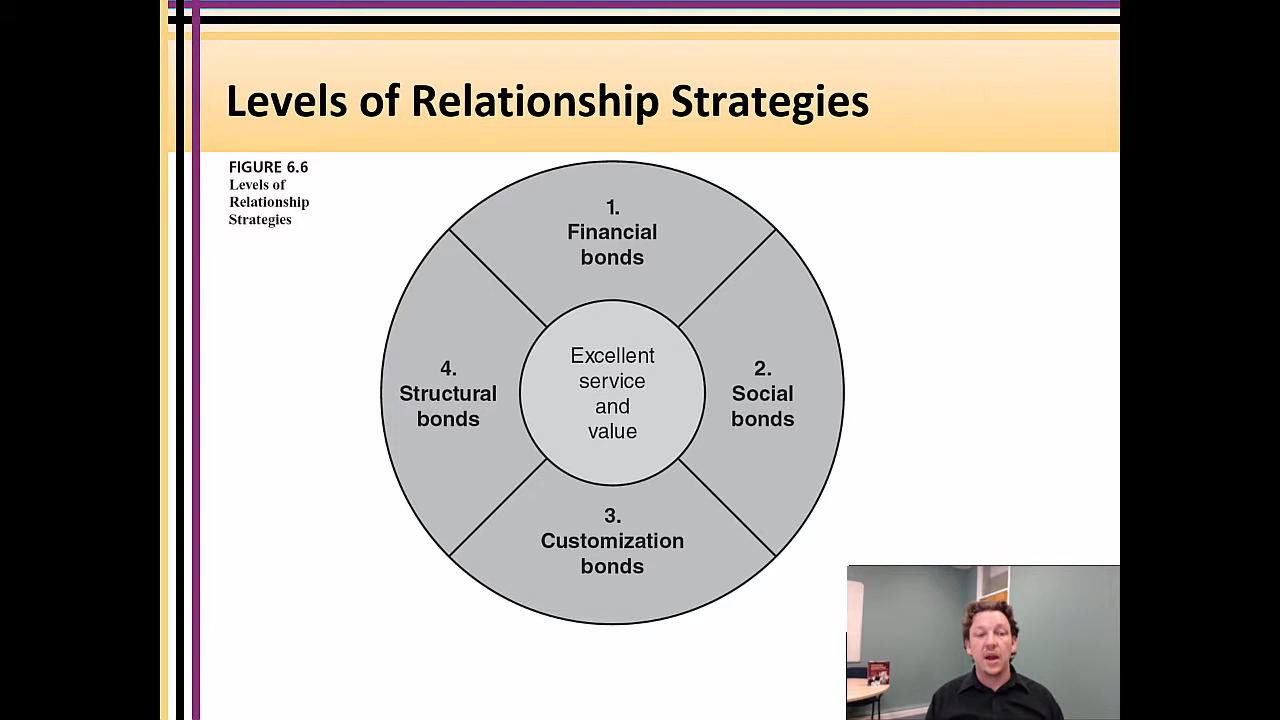 Levels of Relationship Strategies
FIGURE 6.6
Levels of
Relationship
Strategies
1.
Financial
bonds
2.
Social
bonds
3.
Customization
bonds
4.
Structural
bonds
Excellent
service
and
value